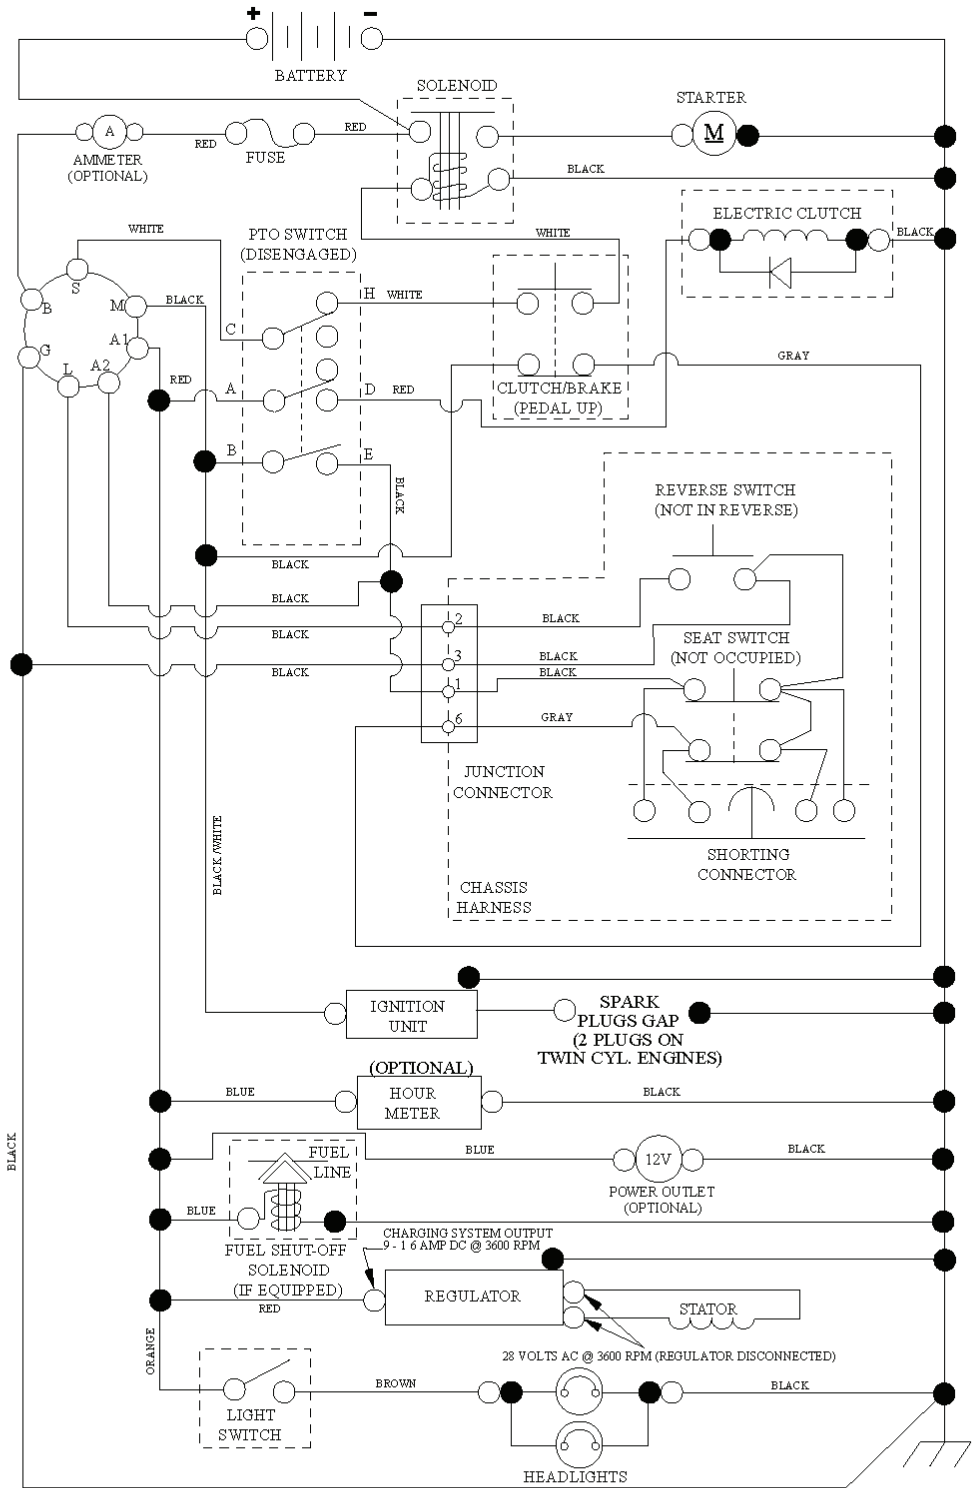 + -
BATTERY
SOLENOID
STARTER
A
RED
RED
M
AMMETER
(OPTIONAL)
FUSE
BLACK
ELECTRIC CLUTCH
BLACK
WHITE
PTO SWITCH
(DISENGAGED)
WHITE
S
B
M
BLACK
H WHITE
C
G
A1
L
A2
RED
A
D RED
GRAY
CLUTCH/BRAKE
(PEDAL UP)
B
E
BLACK
REVERSE SWITCH
(NOT IN REVERSE)
BLACK
BLACK
2
BLACK
BLACK
SEAT SWITCH
(NOT OCCUPIED)
3
BLACK
BLACK
1
BLACK
6
GRAY
JUNCTION
CONNECTOR
BLACK /WHITE
SHORTING
CONNECTOR
CHASSIS
HARNESS
IGNITION
UNIT
SPARK
PLUGS GAP
(2 PLUGS ON
TWIN CYL. ENGINES)
(OPTIONAL)
BLUE
HOUR
METER
BLACK
BLACK
FUEL
LINE
BLUE
12V
BLACK
POWER OUTLET
(OPTIONAL)
BLUE
CHARGING SYSTEM OUTPUT
9 - 1 6 AMP DC @ 3600 RPM
FUEL SHUT-OFF
SOLENOID
(IF EQUIPPED)
RED
REGULATOR
STATOR
ORANGE
28 VOLTS AC @ 3600 RPM (REGULATOR DISCONNECTED)
BROWN
BLACK
LIGHT
SWITCH
HEADLIGHTS